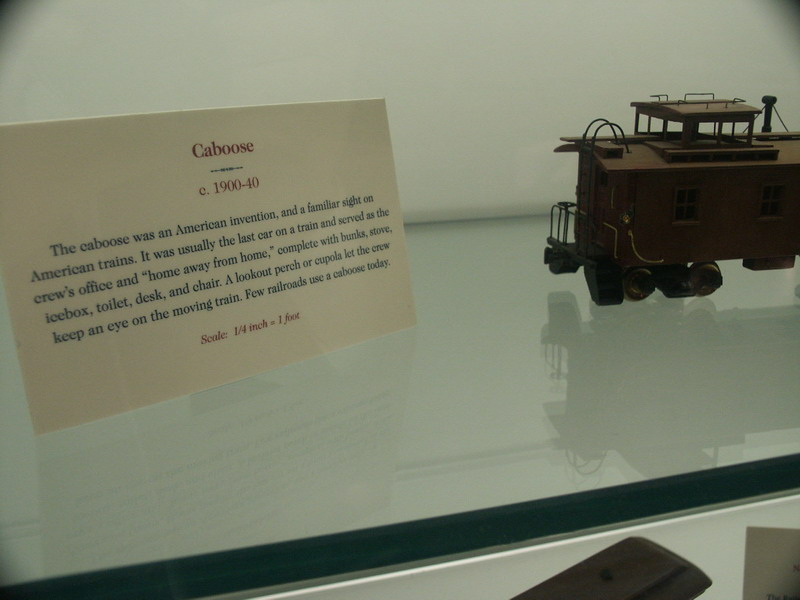 Caboose
c. 1900-40
The caboose was an American invention, and a familiar sight on
American trains. It was usually the last car on a train and served as the
crew's office and "home away from home," complete with bunks, stove,
icebox, toilet, desk, and chair. A lookout perch or cupola let the crew
keep an eye on the moving train. Few railroads use a caboose today.
Scale: 1/4 inch = 1 foot